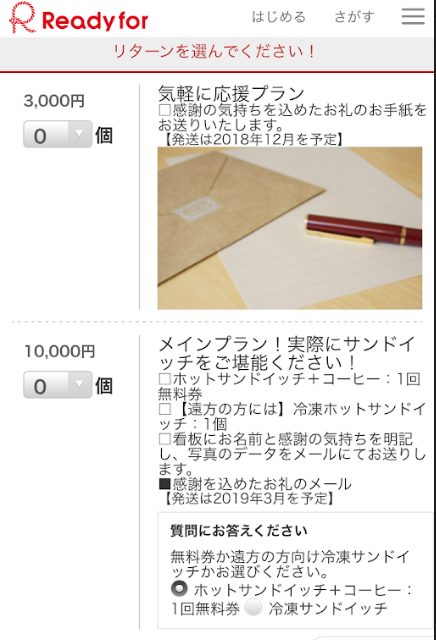 Readyfor
はじめる さがす
リターンを選んでください！
3,000円
0 個
気軽に応援プラン
□感謝の気持ちを込めたお礼のお手紙を
お送りいたします。
【発送は2018年12月を予定】
10,000円
0 個
メインプラン！実際にサンドイ
ッチをご堪能ください！
□ホットサンドイッチ＋コーヒー：1回
無料券
□【遠方の方には】冷凍ホットサンドイ
ッチ：1個
□看板にお名前と感謝の気持ちを明記
し、写真のデータをメールにてお送りし
ます。
■感謝を込めたお礼のメール
【発送は2019年3月を予定】
質問にお答えください
無料券か遠方の方向け冷凍サンドイ
ッチかお選びください。
ホットサンドイッチ＋コーヒー：
1回無料券 冷凍サンドイッチ